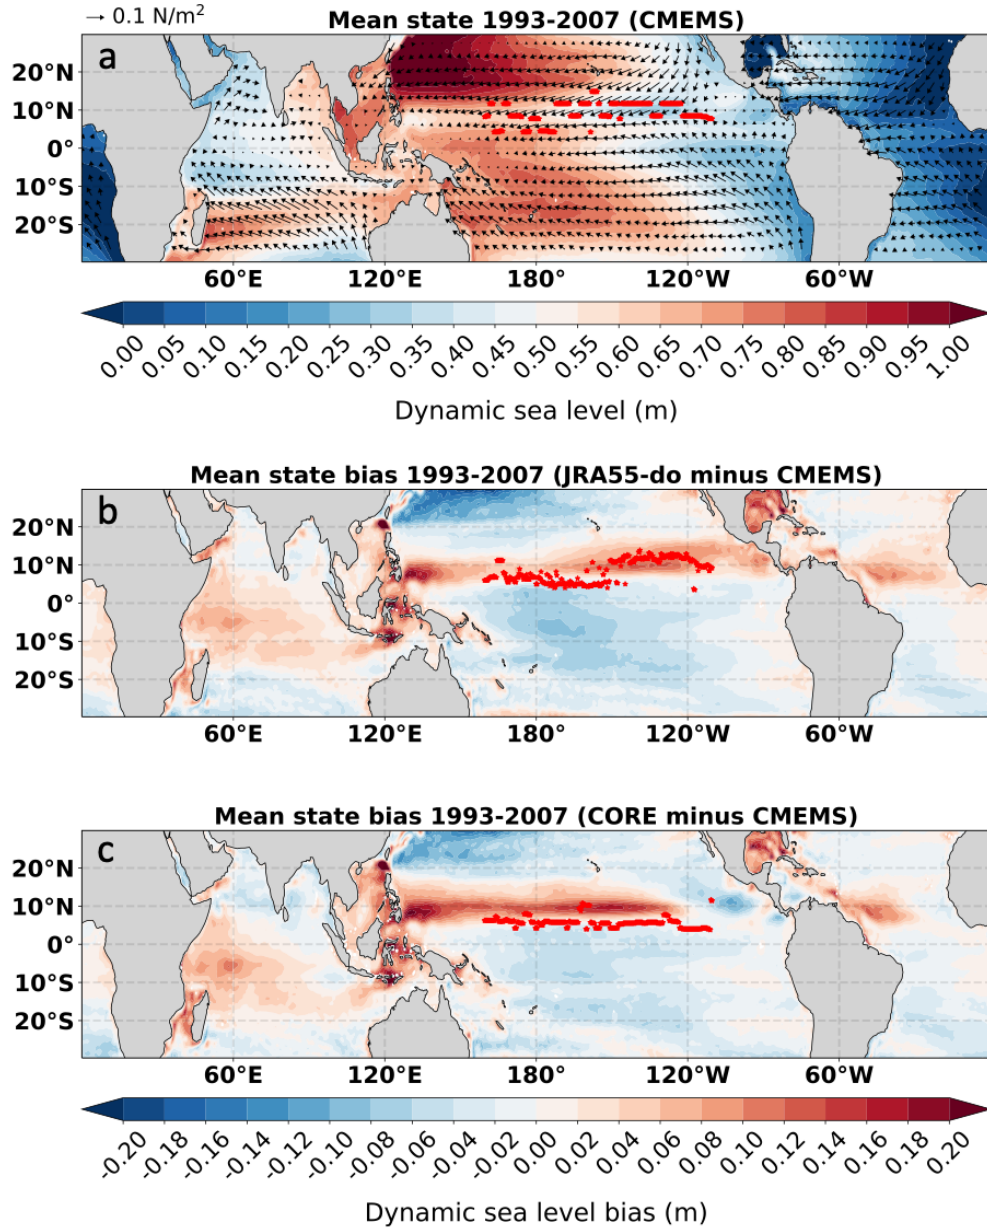 → 0.1 N/m²
Mean state 1993-2007 (CMEMS)
a
20°N
10°N
0°
10°S
20°S
60°E 120°E 180° 120°W 60°W
0.00 0.05 0.10 0.15 0.20 0.25 0.30 0.35 0.40 0.45 0.50 0.55 0.60 0.65 0.70 0.75 0.80 0.85 0.90 0.95 1.00
Dynamic sea level (m)
Mean state bias 1993-2007 (JRA55-do minus CMEMS)
b
20°N
10°N
0°
10°S
20°S
60°E 120°E 180° 120°W 60°W
Mean state bias 1993-2007 (CORE minus CMEMS)
c
20°N
10°N
0°
10°S
20°S
60°E 120°E 180° 120°W 60°W
-0.20 -0.18 -0.16 -0.14 -0.12 -0.10 -0.08 -0.06 -0.04 -0.02 0.00 0.02 0.04 0.06 0.08 0.10 0.12 0.14 0.16 0.18 0.20
Dynamic sea level bias (m)